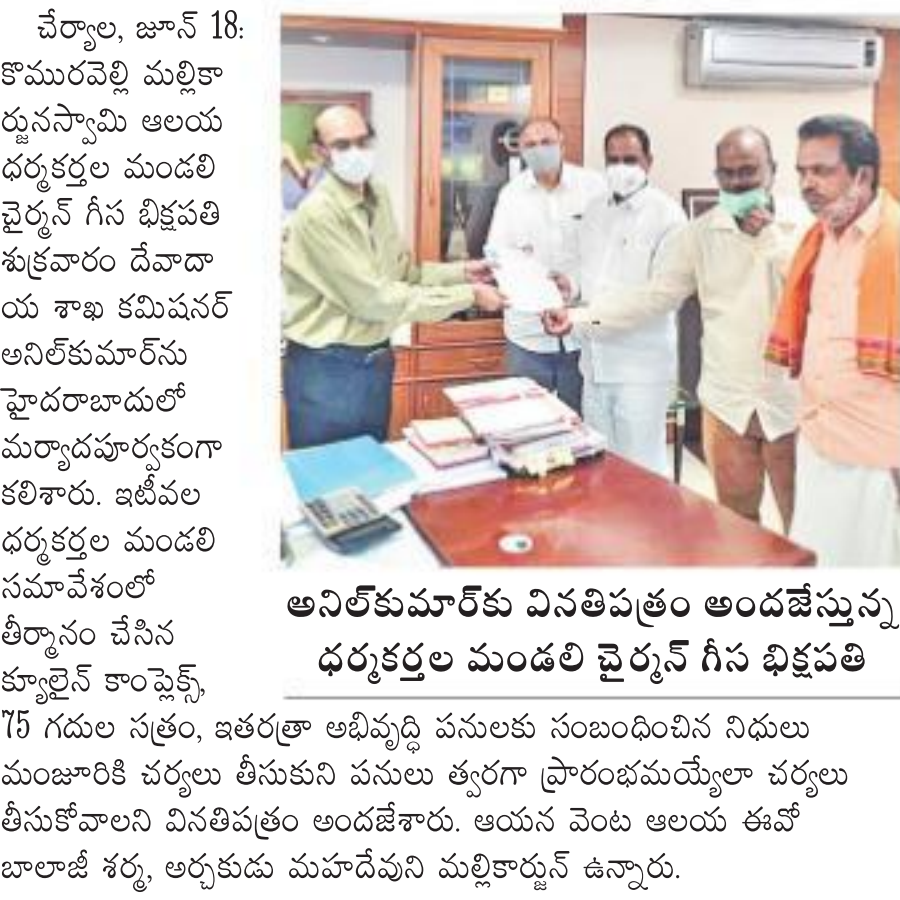 చేర్యాల, జూన్ 18:
కొమురవెల్లి మల్లికా
ర్జునస్వామి ఆలయ
ధర్మకర్తల మండలి
చైర్మన్ గీస భిక్షపతి
శుక్రవారం దేవాదా
య శాఖ కమిషనర్
అనిల్‌కుమార్‌ను
హైదరాబాదులో
మర్యాదపూర్వకంగా
కలిశారు. ఇటీవల
ధర్మకర్తల మండలి
సమావేశంలో
తీర్మానం చేసిన
క్యూలైన్ కాంప్లెక్స్,
75 గదుల సత్రం, ఇతరత్రా అభివృద్ధి పనులకు సంబంధించిన నిధులు
మంజూరికి చర్యలు తీసుకుని పనులు త్వరగా ప్రారంభమయ్యేలా చర్యలు
తీసుకోవాలని వినతిపత్రం అందజేశారు. ఆయన వెంట ఆలయ ఈవో
బాలాజీ శర్మ, అర్చకుడు మహదేవుని మల్లికార్జున్ ఉన్నారు.
అనిల్‌కుమార్‌కు వినతిపత్రం అందజేస్తున్న
ధర్మకర్తల మండలి చైర్మన్ గీస భిక్షపతి